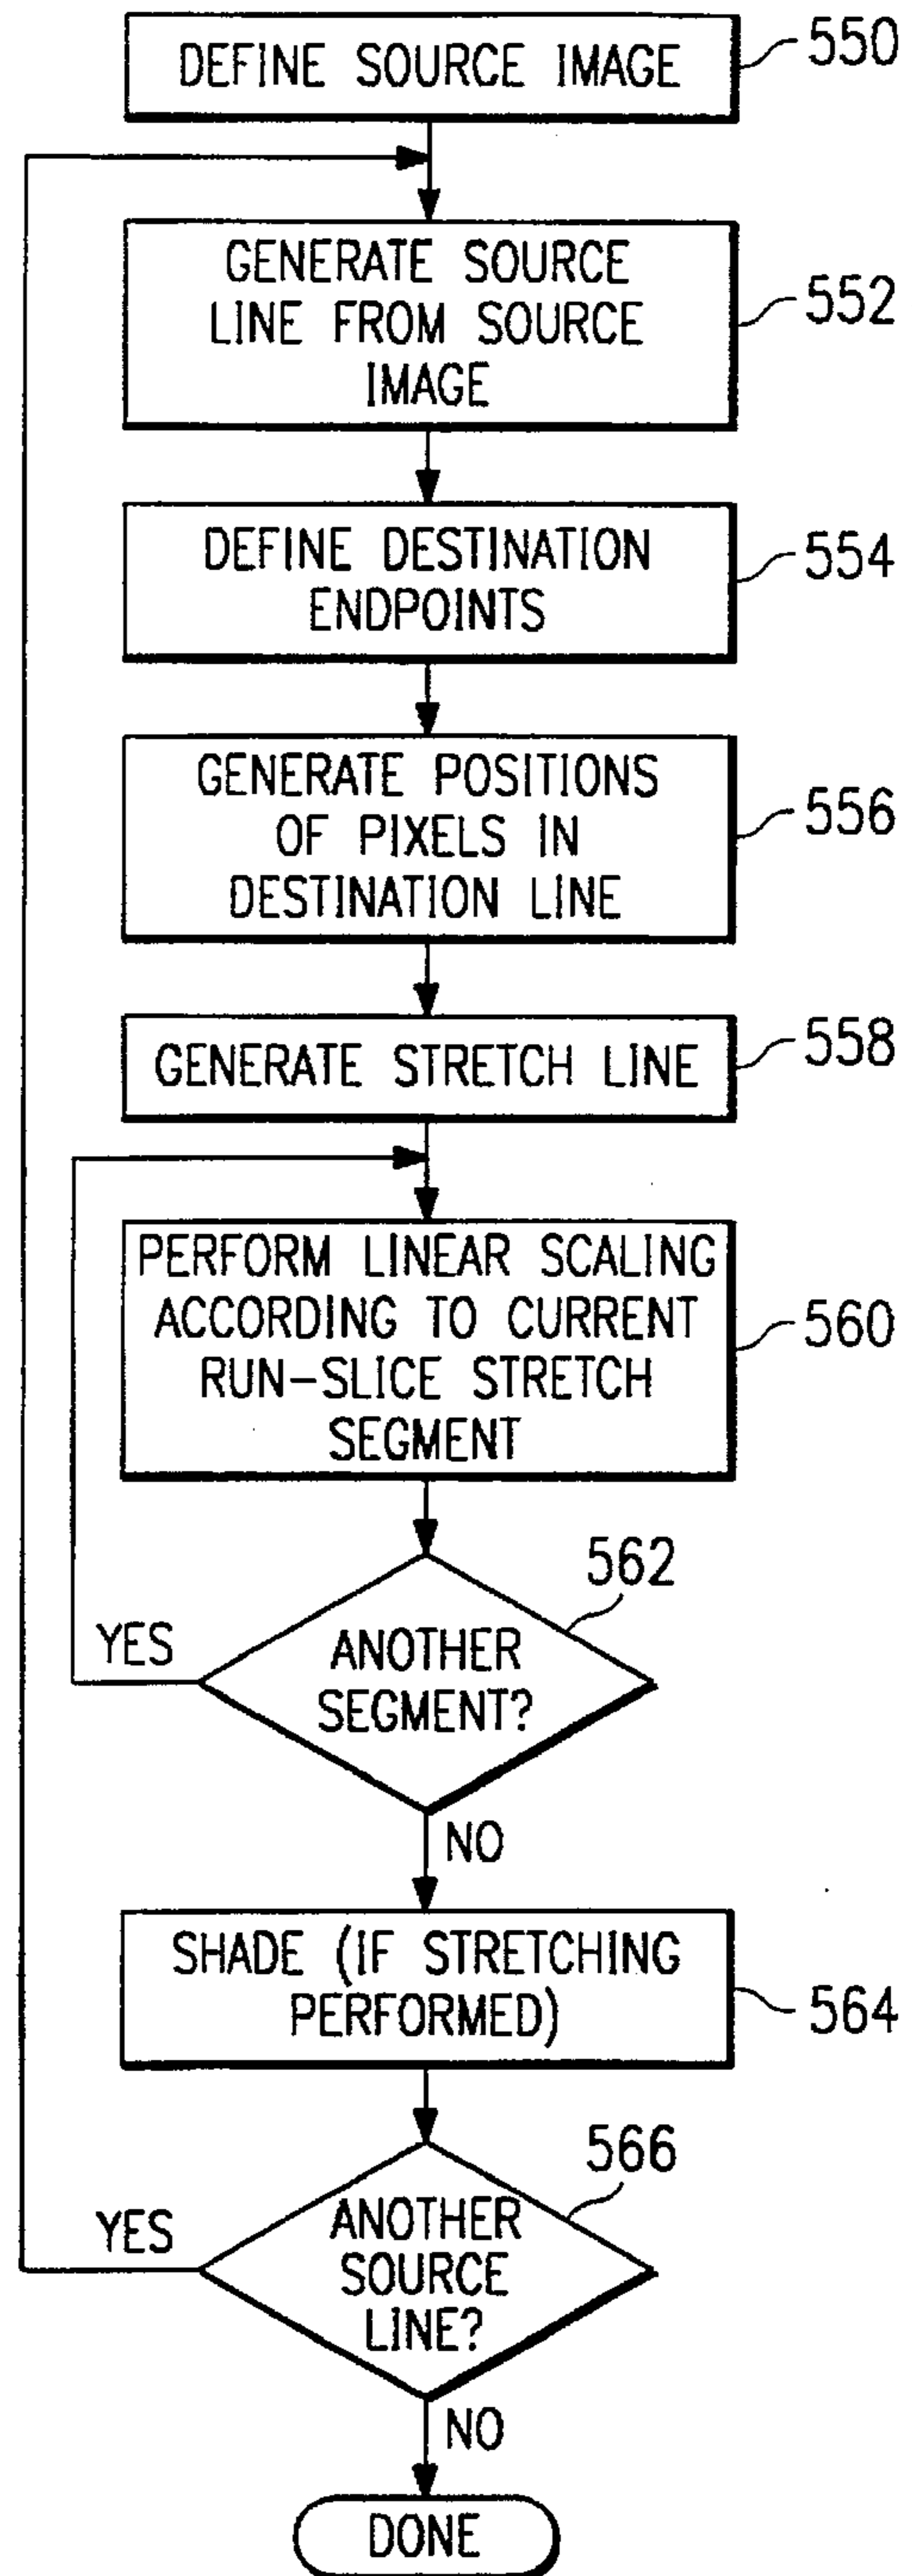 DEFINE SOURCE IMAGE
550
GENERATE SOURCE
LINE FROM SOURCE
IMAGE
552
DEFINE DESTINATION
ENDPOINTS
554
GENERATE POSITIONS
OF PIXELS IN
DESTINATION LINE
556
GENERATE STRETCH LINE
558
PERFORM LINEAR SCALING
ACCORDING TO CURRENT
RUN-SLICE STRETCH
SEGMENT
560
562
YES
ANOTHER
SEGMENT?
NO
SHADE (IF STRETCHING
PERFORMED)
564
566
YES
ANOTHER
SOURCE
LINE?
NO
DONE